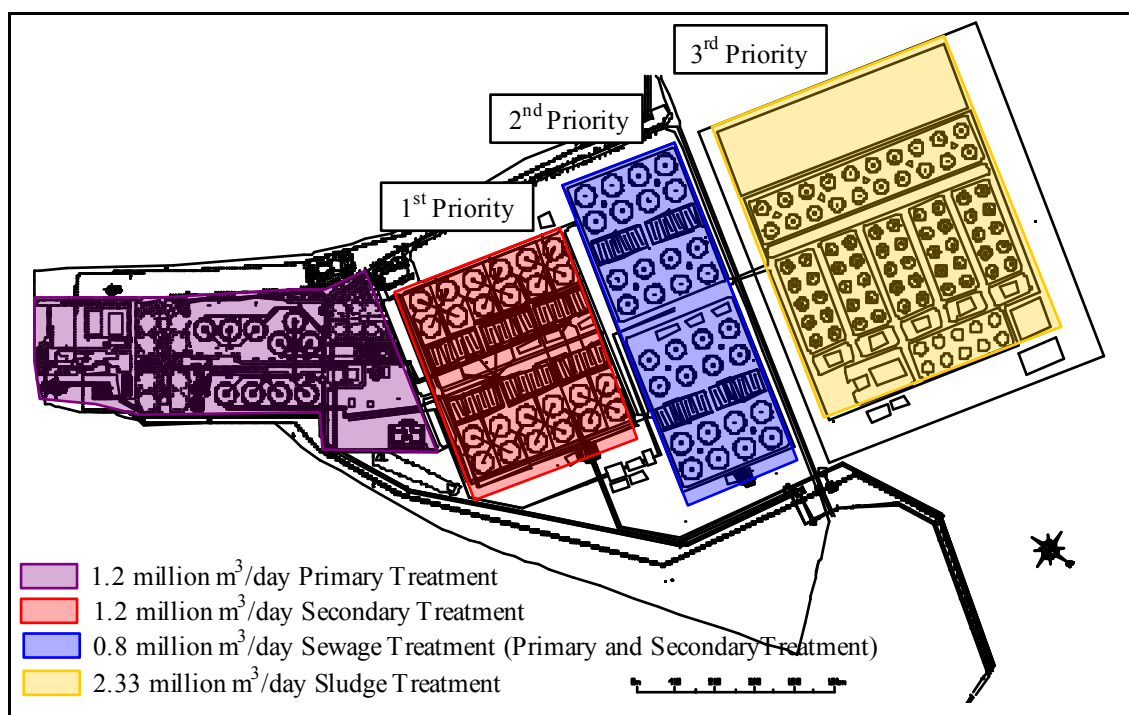 3rd Priority
2nd Priority
1st Priority
1.2 million m3/day Primary Treatment
1.2 million m3/day Secondary Treatment
0.8 million m3/day Sewage Treatment (Primary and SecondaryTreatment)
2.33 million m3/day Sludge Treatment